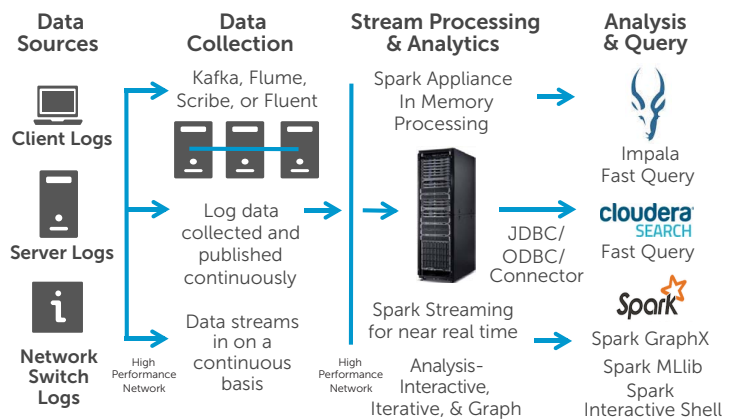 Data
Sources
Client Logs
Server Logs
Network
Switch
Logs
High
Performance
Network
Data
Collection
Kafka, Flume,
Scribe, or Fluent
Log data
collected and
published
continuously
Data streams
in on a
continuous
basis
High
Performance
Network
Stream Processing
& Analytics
Spark Appliance
In Memory
Processing
JDBC/
ODBC/
Connector
Spark Streaming
for near real time
Analysis-
Interactive,
Iterative, & Graph
Analysis
& Query
Impala
Fast Query
cloudera
SEARCH
Fast Query
Spark
Spark GraphX
Spark MLlib
Spark
Interactive Shell